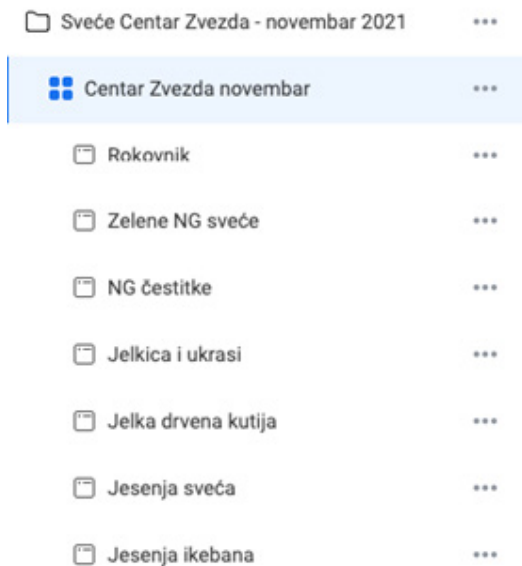 Sveće Centar Zvezda - novembar 2021
Centar Zvezda novembar
Rokovnik
Zelene NG sveće
NG čestitke
Jelkica i ukrasi
Jelka drvena kutija
Jesenja sveća
Jesenja ikebana